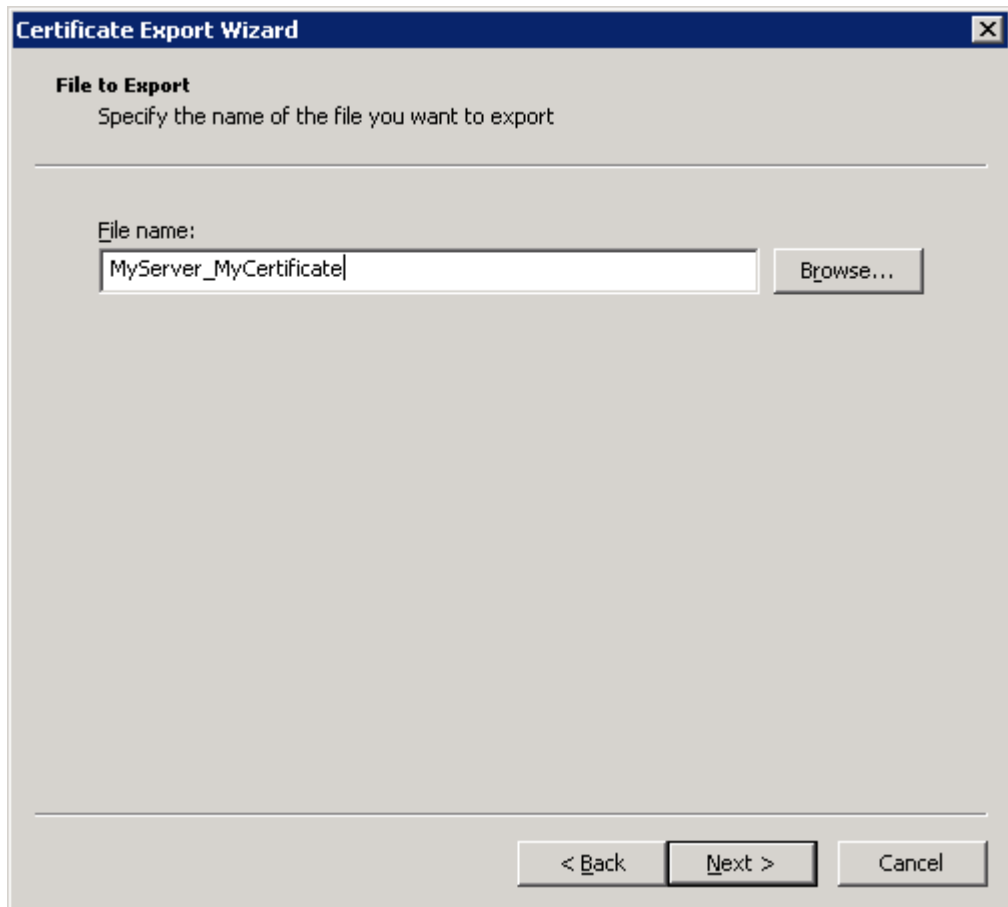 Certificate Export Wizard
File to Export
Specify the name of the file you want to export
File name:
MyServer_MyCertificate
Browse...
< Back
Next >
Cancel